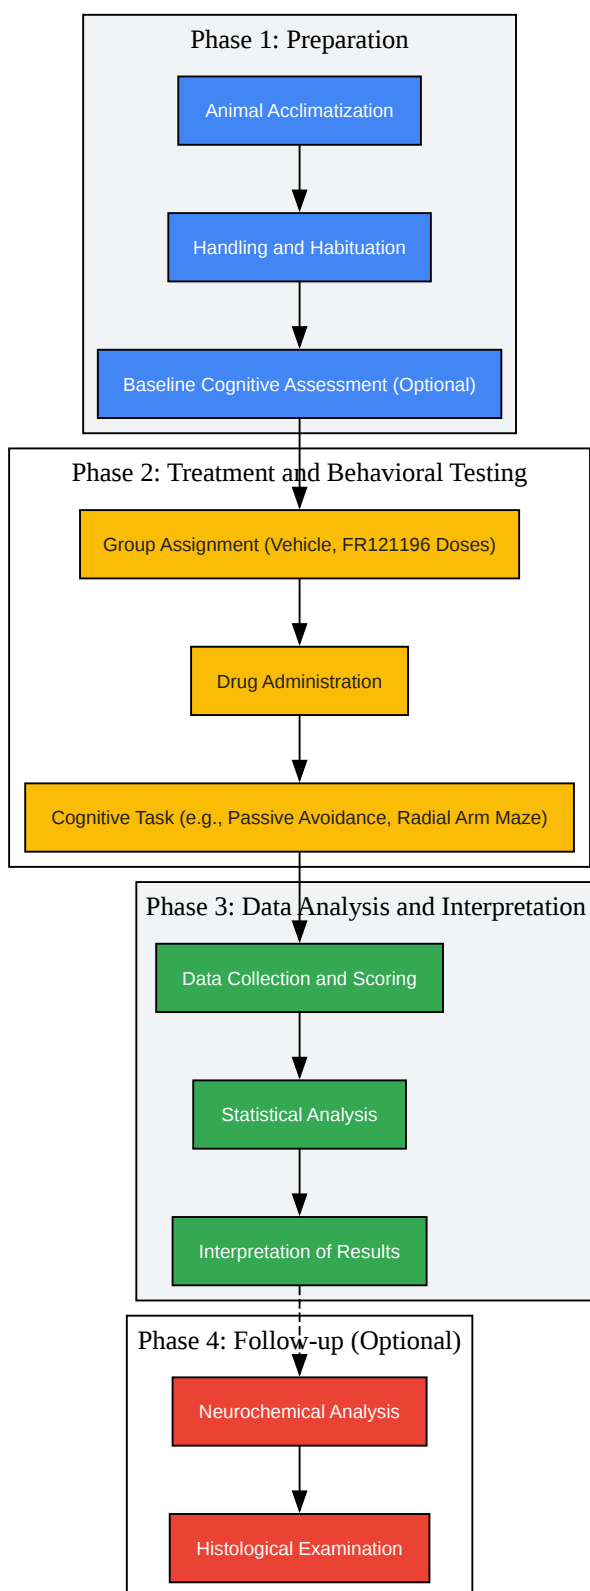 Phase 1: Preparation
Animal Acclimatization
Handling and Habituation
Baseline Cognitive Assessment (Optional)
Phase 2: Treatment and Behavioral Testing
Group Assignment (Vehicle, FR121196 Doses)
Drug Administration
Cognitive Task (e.g., Passive Avoidance, Radial Arm Maze)
Phase 3: Data Analysis and Interpretation
Data Collection and Scoring
Statistical Analysis
Interpretation of Results
Phase 4: Follow-up (Optional)
Neurochemical Analysis
Histological Examination